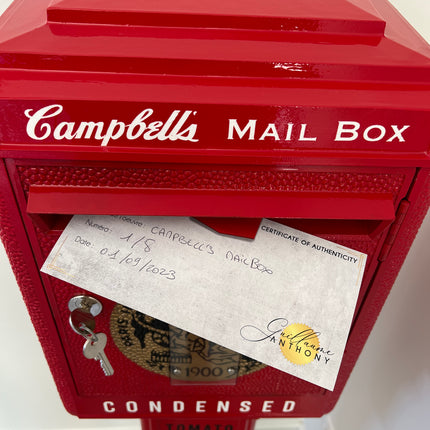 Campbell's MAIL BOX
CERTIFICATE OF AUTHENTICITY
CAMPBELL'S MAILBOX
Numéro: 1/8
Date: 01/09/2023
Guillaume
ANTHONY
1900
CONDENSED
TOMATO